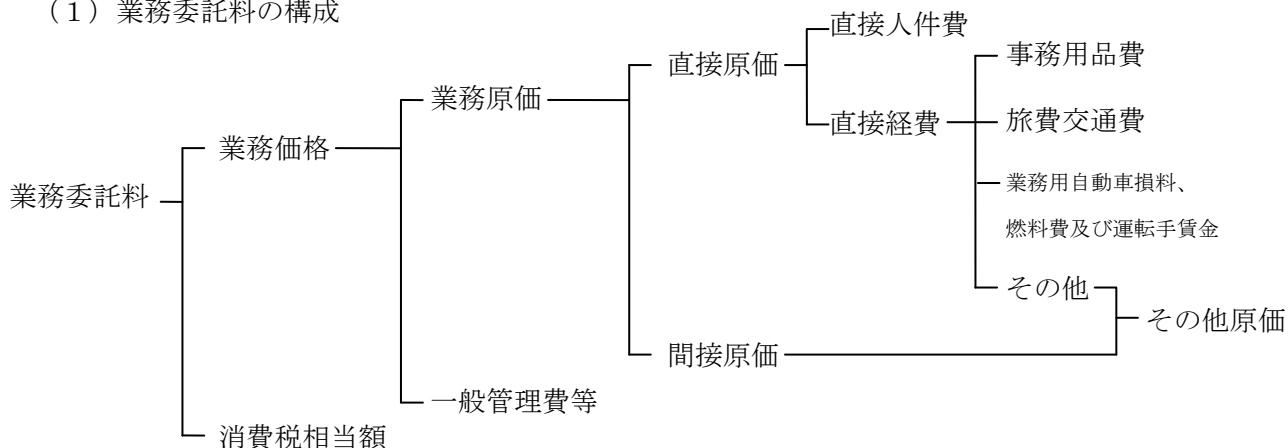 （１）業務委託料の構成
直接人件費
事務用品費
直接原価
業務原価
直接経費
旅費交通費
業務価格
業務委託料
業務用自動車損料、
燃料費及び運転手賃金
その他
その他原価
間接原価
一般管理費等
消費税相当額